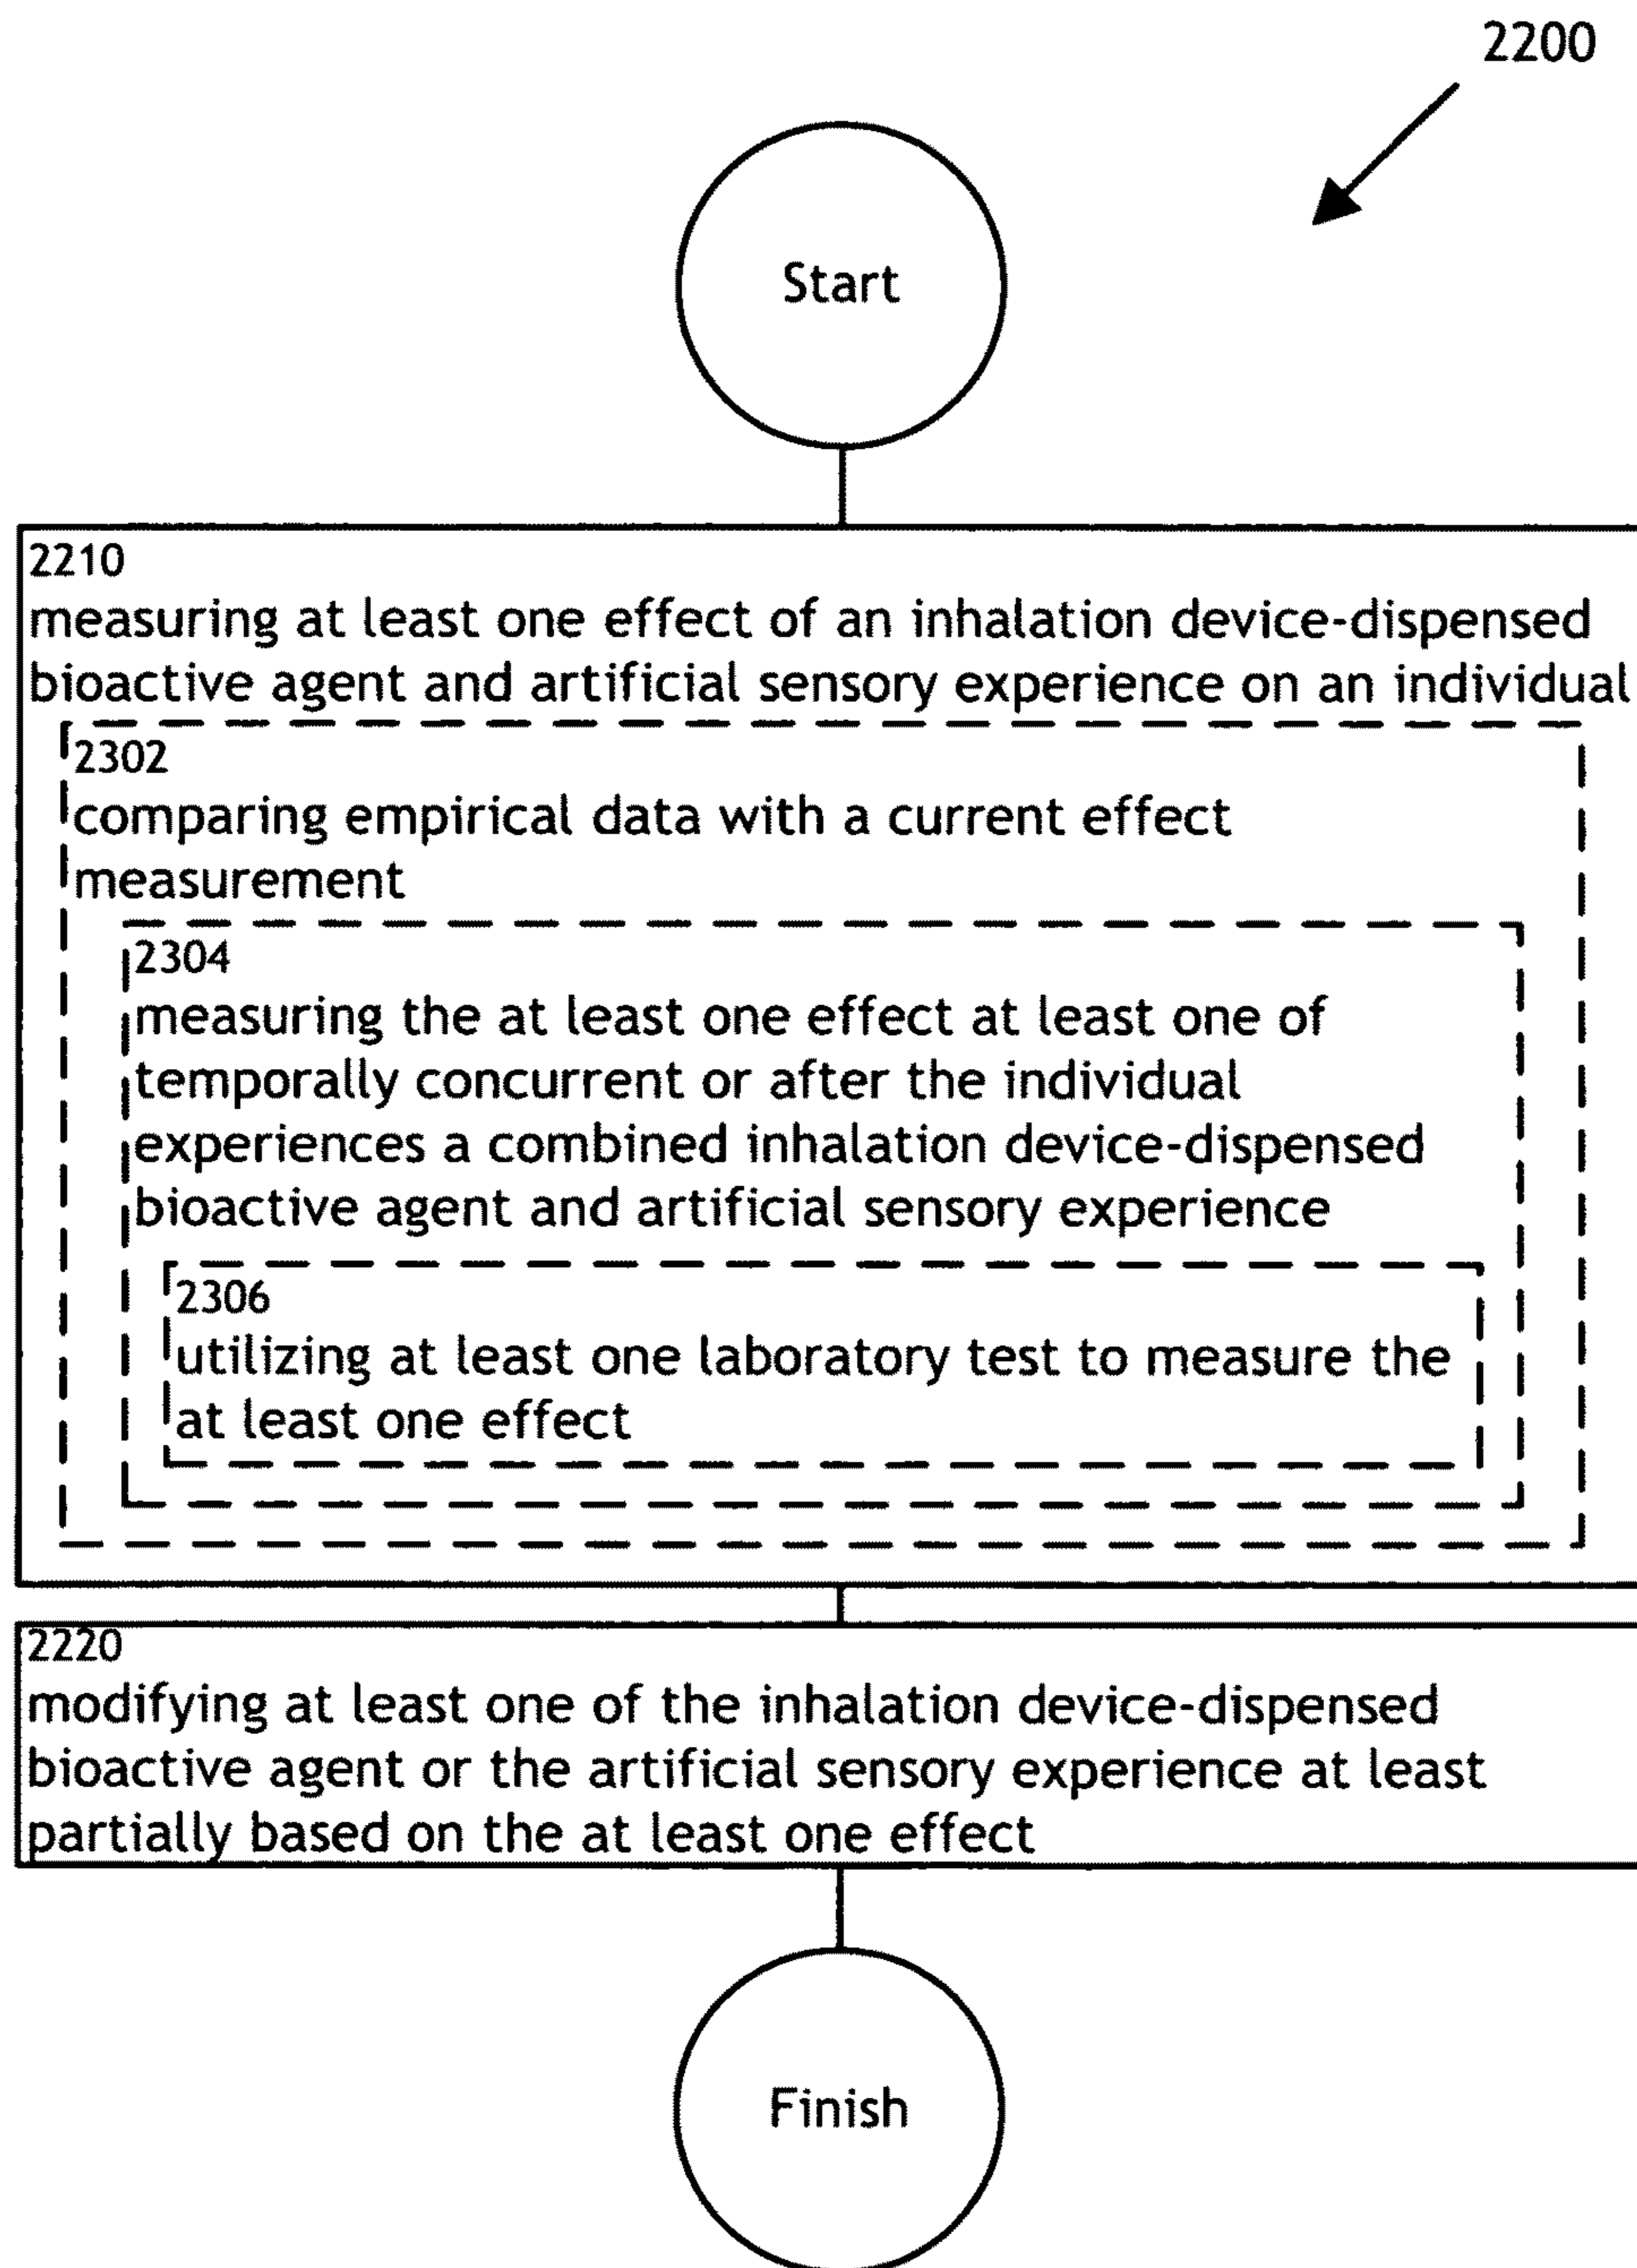 2200
Start
2210
measuring at least one effect of an inhalation device-dispensed
bioactive agent and artificial sensory experience on an individual
2302
comparing empirical data with a current effect
measurement
2304
measuring the at least one effect at least one of
temporally concurrent or after the individual
experiences a combined inhalation device-dispensed
bioactive agent and artificial sensory experience
2306
utilizing at least one laboratory test to measure the
at least one effect
2220
modifying at least one of the inhalation device-dispensed
bioactive agent or the artificial sensory experience at least
partially based on the at least one effect
Finish